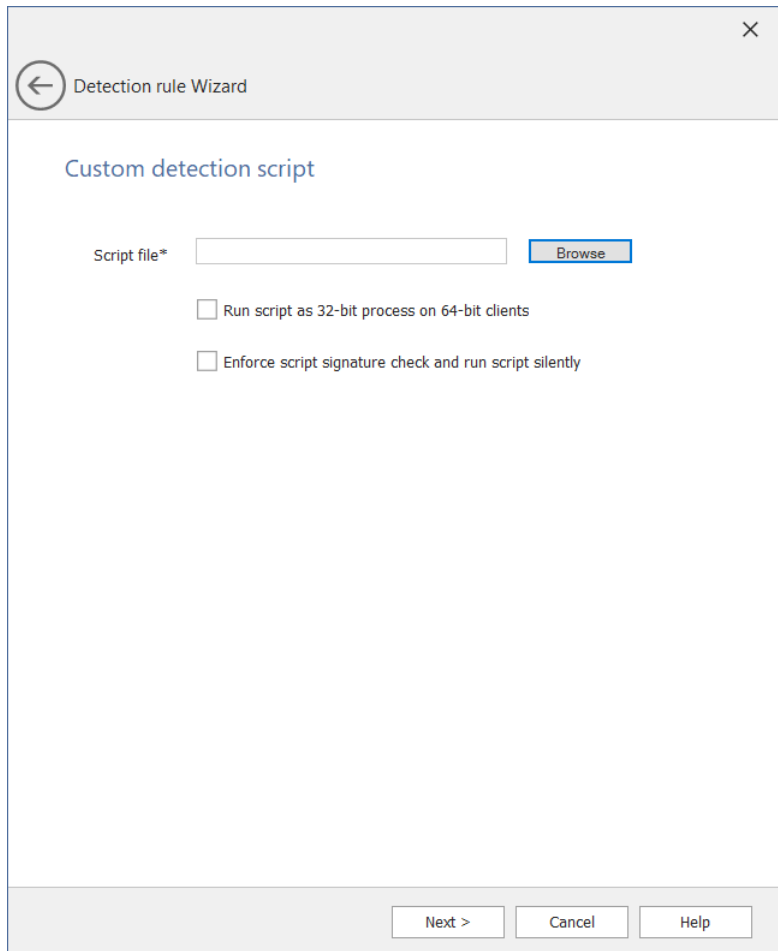 Detection rule Wizard
Custom detection script
Script file*
Browse
Run script as 32-bit process on 64-bit clients
Enforce script signature check and run script silently
Next >
Cancel
Help